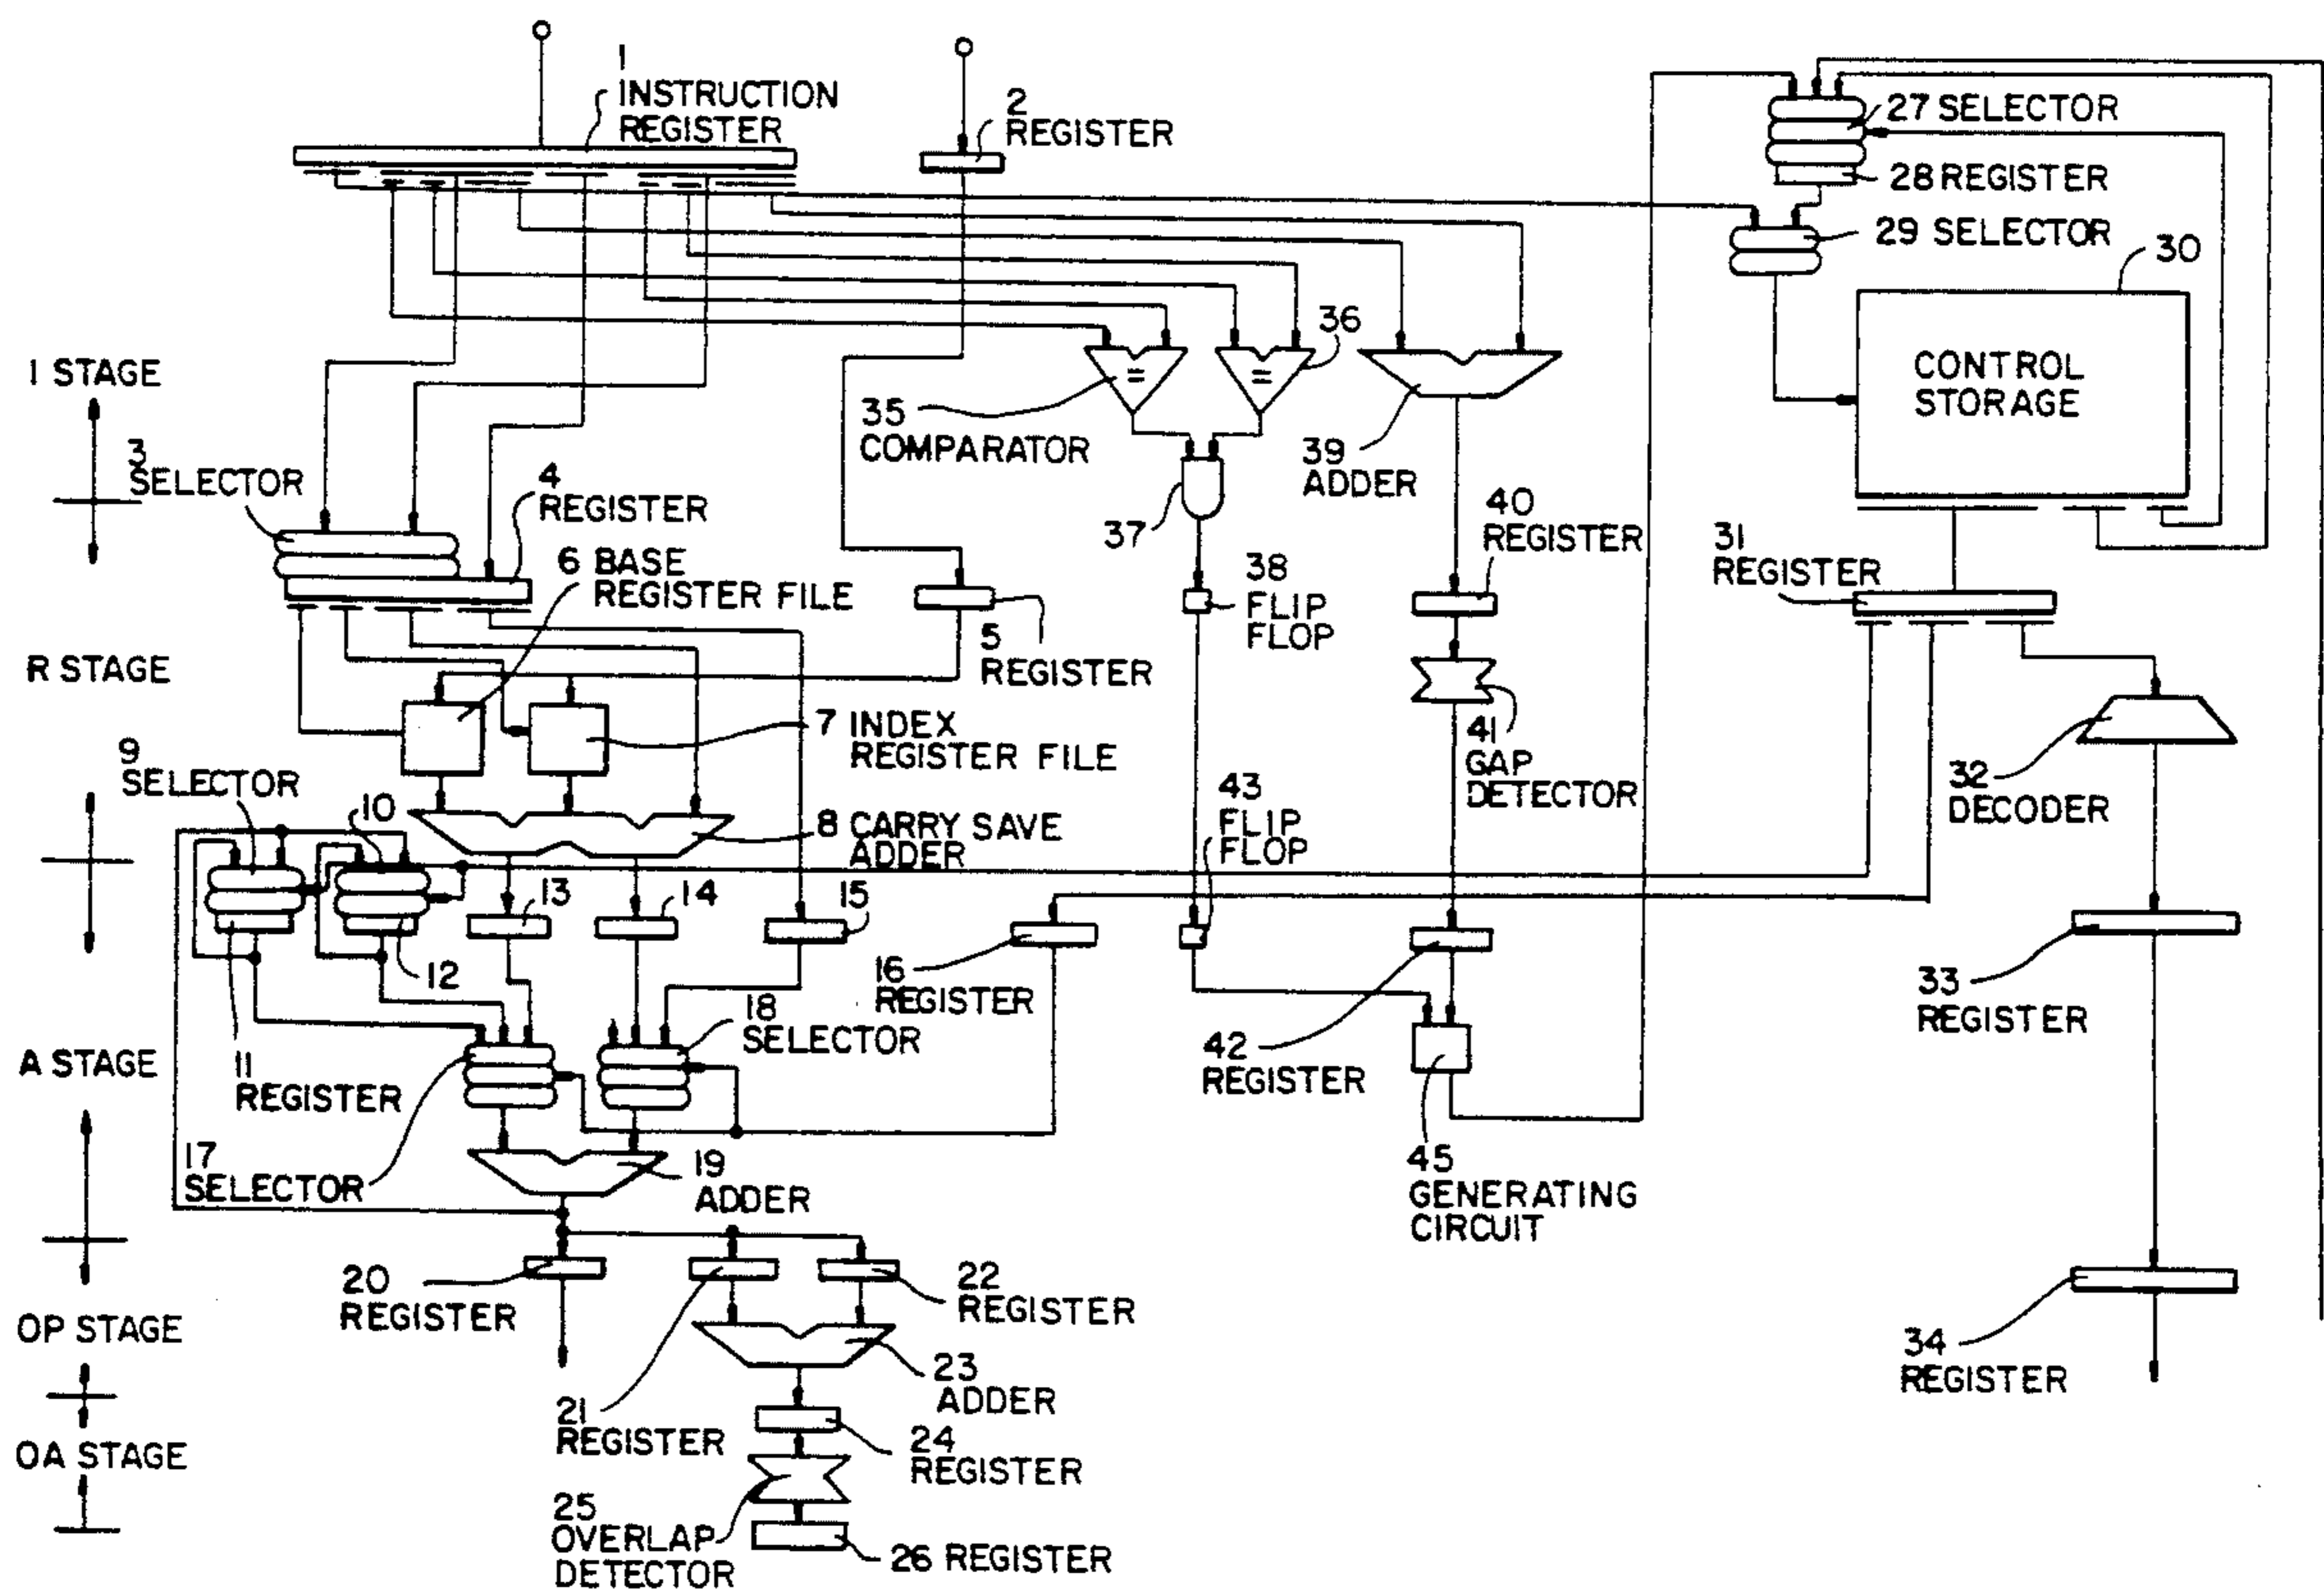 1
INSTRUCTION
REGISTER
2
REGISTER
27 SELECTOR
28 REGISTER
29 SELECTOR
30
CONTROL
STORAGE
36
=
=
I STAGE
35
COMPARATOR
39
ADDER
37
3
SELECTOR
4
REGISTER
40
REGISTER
31
REGISTER
6 BASE
REGISTER FILE
38
FLIP
FLOP
5
REGISTER
R STAGE
7 INDEX
REGISTER FILE
41
GAP
DETECTOR
32
DECODER
9
SELECTOR
10
8 CARRY SAVE
ADDER
43
FLIP
FLOP
13
14
15
12
16
REGISTER
33
REGISTER
18
SELECTOR
42
REGISTER
A STAGE
11
REGISTER
17
SELECTOR
19
ADDER
45
GENERATING
CIRCUIT
20
REGISTER
22
REGISTER
OP STAGE
34
REGISTER
23
ADDER
21
REGISTER
24
REGISTER
OA STAGE
25
OVERLAP
DETECTOR
26 REGISTER